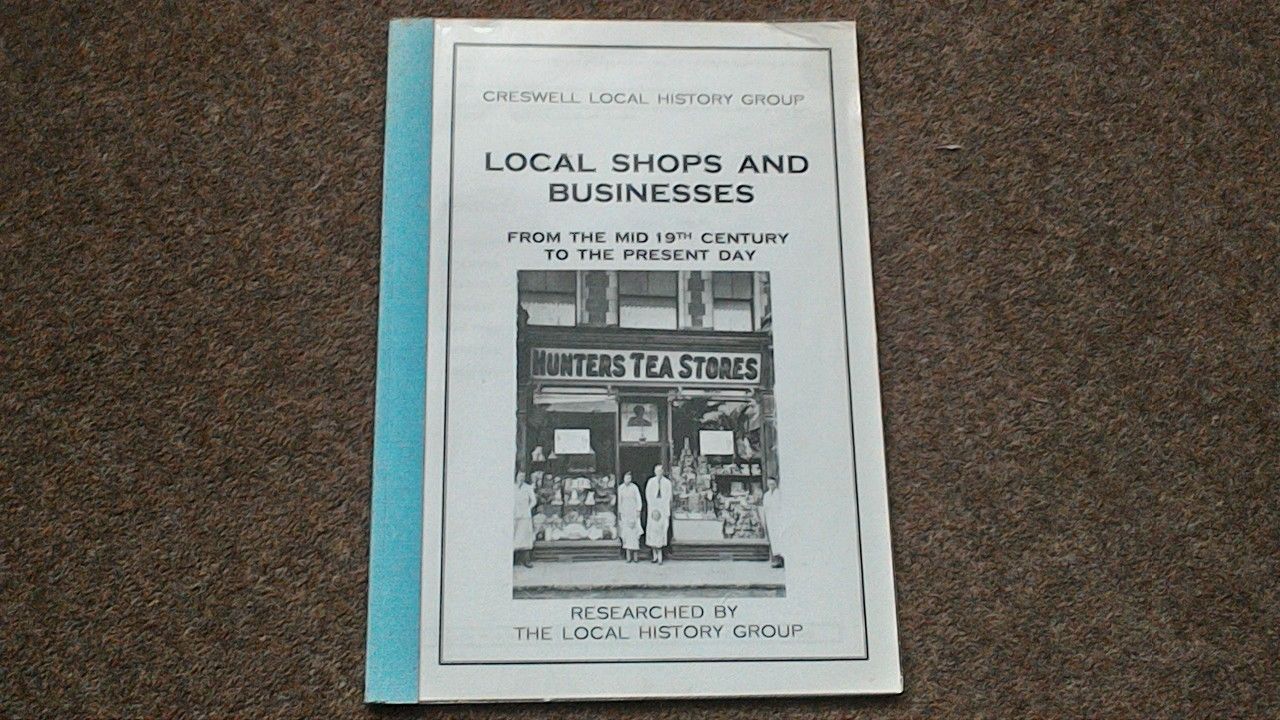 CRESWELL LOCAL HISTORY GROUP
LOCAL SHOPS AND
BUSINESSES
FROM THE MID 19TH CENTURY
TO THE PRESENT DAY
HUNTERS TEA STORES
RESEARCHED BY
THE LOCAL HISTORY GROUP